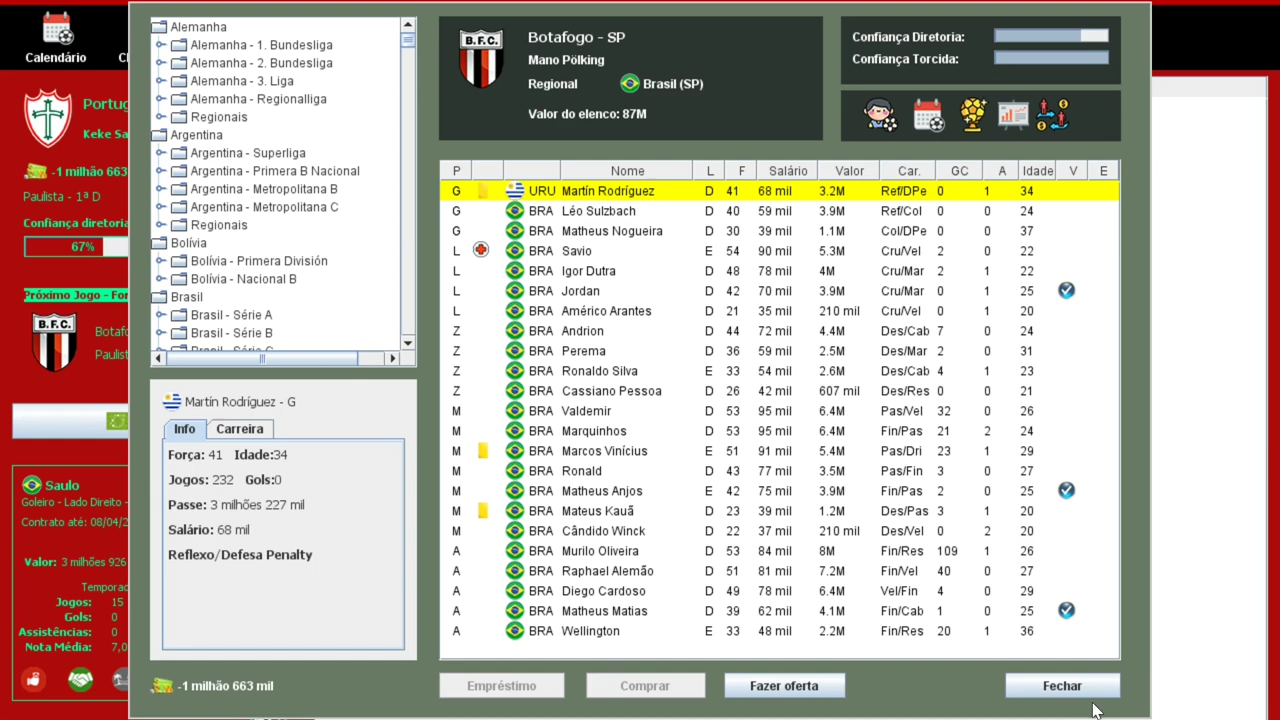 Calendário
Portug
Keke Sa
-1 milhão 663
Paulista - 1ª D
Confiança diretoria
67%
Próximo Jogo - For
B.F.C.
Botafo
Paulist
Saulo
Goleiro - Lado Direito -
Contrato até: 08/04/2
Valor: 3 milhões 926
Temporad
Jogos: 15
Gols: 0
Assistências: 0
Nota Média: 7,0
Alemanha
Alemanha - 1. Bundesliga
Alemanha - 2. Bundesliga
Alemanha - 3. Liga
Alemanha - Regionalliga
Regionais
Argentina
Argentina - Superliga
Argentina - Primera B Nacional
Argentina - Metropolitana B
Argentina - Metropolitana C
Regionais
Bolívia
Bolívia - Primera División
Bolívia - Nacional B
Brasil
Brasil - Série A
Brasil - Série B
Brasil - Série C
Martín Rodríguez - G
Info Carreira
Força: 41 Idade:34
Jogos: 232 Gols:0
Passe: 3 milhões 227 mil
Salário: 68 mil
Reflexo/Defesa Penalty
-1 milhão 663 mil
B.F.C.
Botafogo - SP
Mano Pölking
Regional Brasil (SP)
Valor do elenco: 87M
Confiança Diretoria:
Confiança Torcida:
P Nome L F Salário Valor Car. GC A Idade V E
G URU Martín Rodríguez D 41 68 mil 3.2M Ref/DPe 0 1 34
G BRA Léo Sulzbach D 40 59 mil 3.9M Ref/Col 0 0 24
G BRA Matheus Nogueira D 30 39 mil 1.1M Col/DPe 0 0 37
L BRA Savio E 54 90 mil 5.3M Cru/Vel 2 0 22
L BRA Igor Dutra D 48 78 mil 4M Cru/Mar 2 1 22
L BRA Jordan D 42 70 mil 3.9M Cru/Mar 0 1 25
L BRA Américo Arantes D 21 35 mil 210 mil Cru/Vel 0 1 20
Z BRA Andrion D 44 72 mil 4.4M Des/Cab 7 0 24
Z BRA Perema D 36 59 mil 2.5M Des/Mar 2 0 31
Z BRA Ronaldo Silva E 33 54 mil 2.6M Des/Cab 4 1 23
Z BRA Cassiano Pessoa D 26 42 mil 607 mil Des/Res 0 0 21
M BRA Valdemir D 53 95 mil 6.4M Pas/Vel 32 0 26
M BRA Marquinhos D 53 95 mil 6.4M Fin/Pas 21 2 24
M BRA Marcos Vinícius E 51 91 mil 5.4M Pas/Dri 23 1 29
M BRA Ronald D 43 77 mil 3.5M Pas/Fin 3 0 27
M BRA Matheus Anjos E 42 75 mil 3.9M Fin/Pas 2 0 25
M BRA Mateus Kauã D 23 39 mil 1.2M Des/Pas 3 1 20
M BRA Cândido Winck D 22 37 mil 210 mil Des/Vel 0 2 20
A BRA Murilo Oliveira D 53 84 mil 8M Fin/Res 109 1 26
A BRA Raphael Alemão D 51 81 mil 7.2M Fin/Vel 40 0 27
A BRA Diego Cardoso D 49 78 mil 6.4M Vel/Fin 4 0 29
A BRA Matheus Matias D 39 62 mil 4.1M Fin/Cab 1 0 25
A BRA Wellington E 33 48 mil 2.2M Fin/Res 20 1 36
Empréstimo Comprar Fazer oferta Fechar